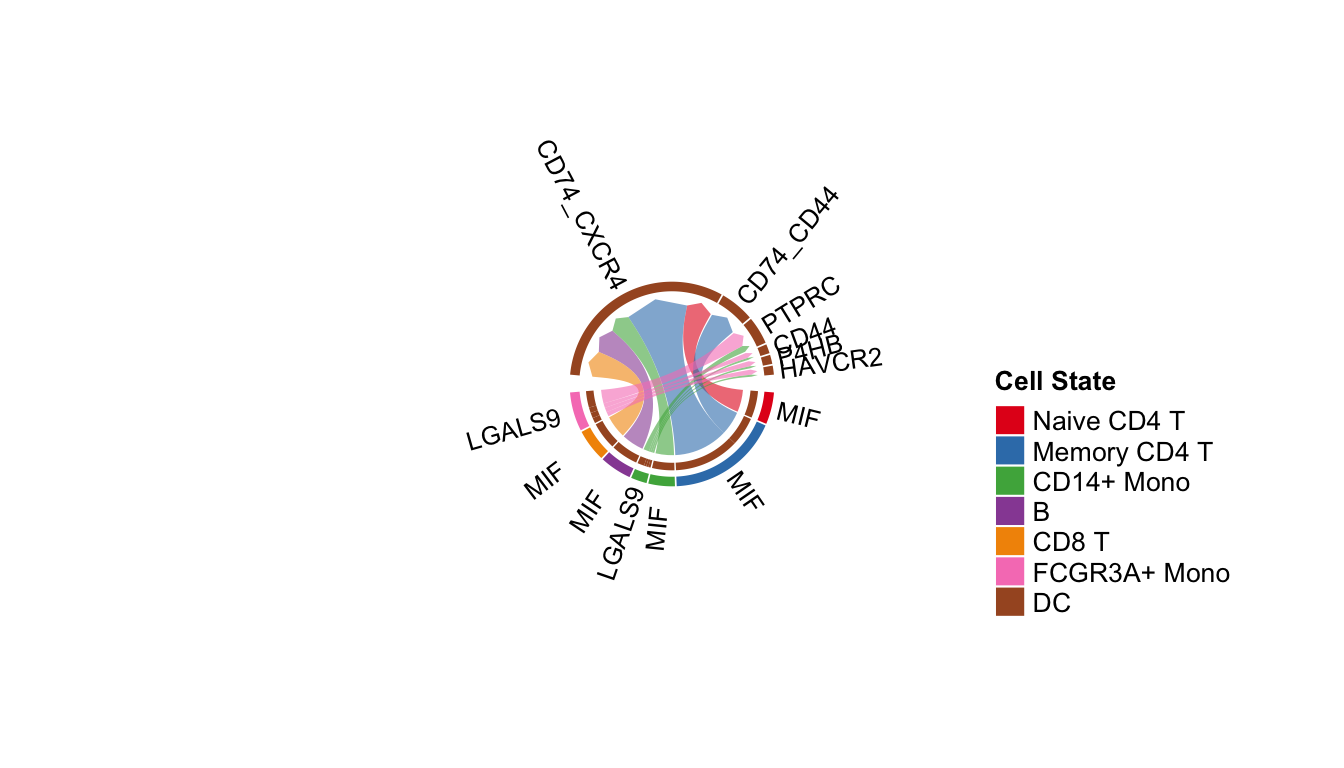 CD74_CXCR4
CD74_CD44
PTPRC
CD44
P4HB
HAVCR2
MIF
MIF
MIF
LGALS9
MIF
MIF
LGALS9
Cell State
Naive CD4 T
Memory CD4 T
CD14+ Mono
B
CD8 T
FCGR3A+ Mono
DC